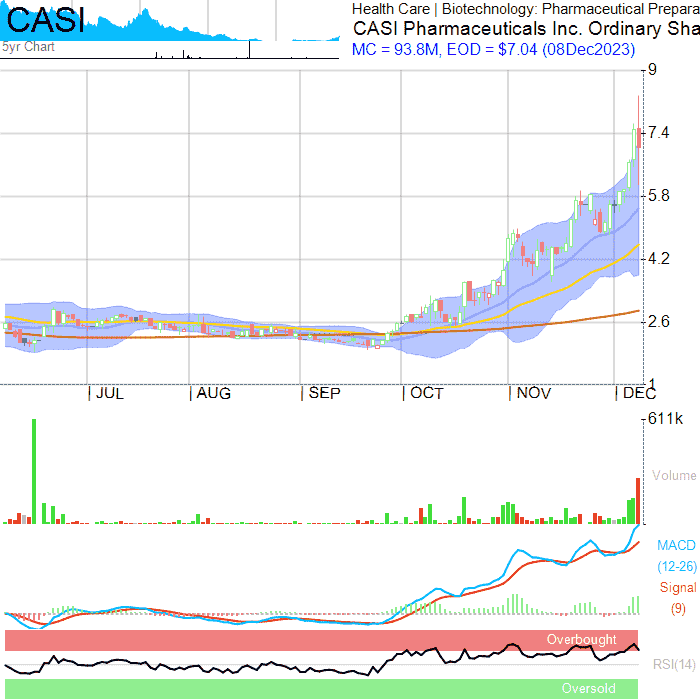 CASI
5yr Chart
Health Care | Biotechnology: Pharmaceutical Prepara
CASI Pharmaceuticals Inc. Ordinary Sha
MC = 93.8M, EOD = $7.04 (08Dec2023)
9
7.4
5.8
4.2
2.6
1
JUL AUG SEP OCT NOV DEC
611k
Volume
MACD
(12-26)
Signal
(9)
Overbought
RSI(14)
Oversold